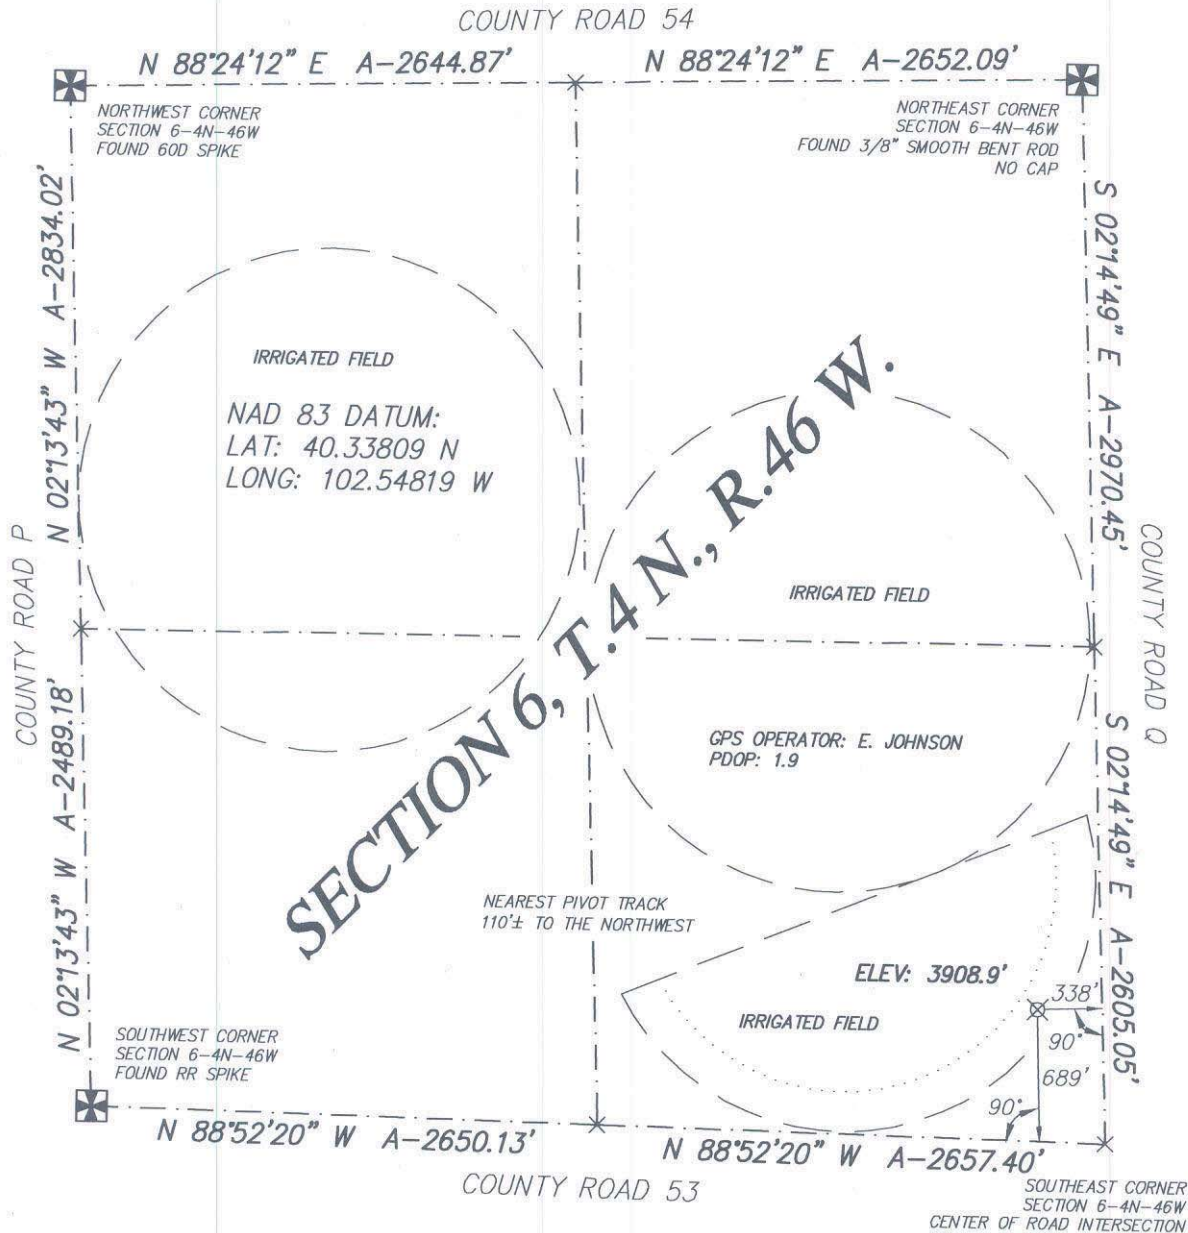 COUNTY ROAD 54
N 88°24'12" E A-2644.87'
N 88°24'12" E A-2652.09'
NORTHWEST CORNER
SECTION 6-4N-46W
FOUND 60D SPIKE
NORTHEAST CORNER
SECTION 6-4N-46W
FOUND 3/8" SMOOTH BENT ROD
NO CAP
N 02°13'43" W A-2834.02'
S 02°14'49" E A-2970.45'
IRRIGATED FIELD
NAD 83 DATUM:
LAT: 40.33809 N
LONG: 102.54819 W
SECTION 6, T.4 N., R.46 W.
COUNTY ROAD P
COUNTY ROAD Q
IRRIGATED FIELD
GPS OPERATOR: E. JOHNSON
PDOP: 1.9
N 02°13'43" W A-2489.18'
S 02°14'49" E A-2605.05'
NEAREST PIVOT TRACK
110'± TO THE NORTHWEST
ELEV: 3908.9'
338'
IRRIGATED FIELD
90°
689'
90°
SOUTHWEST CORNER
SECTION 6-4N-46W
FOUND RR SPIKE
N 88°52'20" W A-2650.13'
N 88°52'20" W A-2657.40'
COUNTY ROAD 53
SOUTHEAST CORNER
SECTION 6-4N-46W
CENTER OF ROAD INTERSECTION